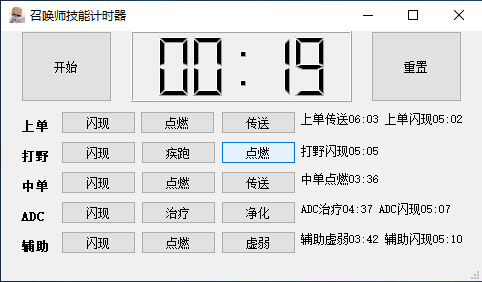 召唤师技能计时器
开始 00:19 重置
上单 闪现 点燃 传送 上单传送06:03 上单闪现05:02
打野 闪现 疾跑 点燃 打野闪现05:05
中单 闪现 点燃 传送 中单点燃03:36
ADC 闪现 治疗 净化 ADC治疗04:37 ADC闪现05:07
辅助 闪现 点燃 虚弱 辅助虚弱03:42 辅助闪现05:10